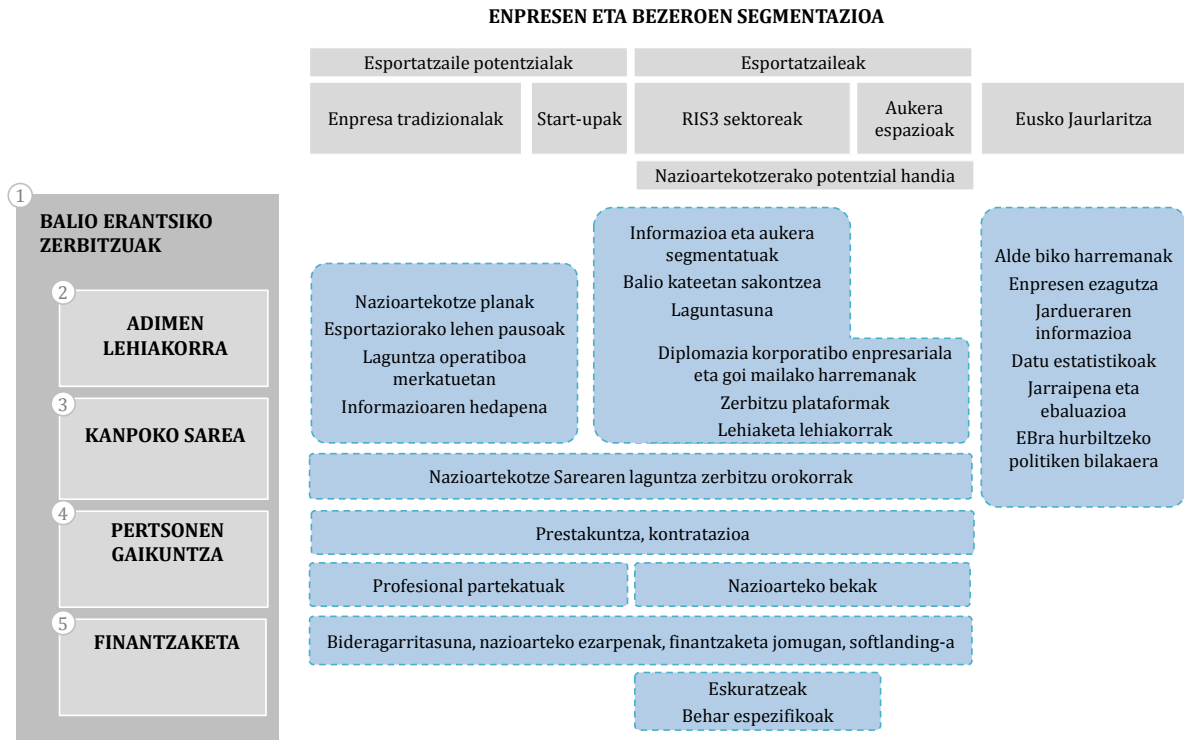 ENPRESEN ETA BEZEROEN SEGMENTAZIOA
Esportatzaile potentzialak
Esportatzaileak
Enpresa tradizionalak
Start-upak
RIS3 sektoreak
Aukera
espazioak
Eusko Jaurlaritza
Nazioartekotzerako potentzial handia
1
BALIO ERANTSIKO
ZERBITZUAK
2
ADIMEN
LEHIAKORRA
3
KANPOKO SAREA
4
PERTSONEN
GAIKUNTZA
5
FINANTZAKETA
Nazioartekotze planak
Esportaziorako lehen pausoak
Laguntza operatiboa
merkatuetan
Informazioaren hedapena
Informazioa eta aukera
segmentatuak
Balio kateetan sakontzea
Laguntasuna
Diplomazia korporatibo enpresariala
eta goi mailako harremanak
Zerbitzu plataformak
Lehiaketa lehiakorrak
Alde biko harremanak
Enpresen ezagutza
Jardueraren
informazioa
Datu estatistikoak
Jarraipena eta
ebaluazioa
EBra hurbiltzeko
politiken bilakaera
Nazioartekotze Sarearen laguntza zerbitzu orokorrak
Prestakuntza, kontratazioa
Profesional partekatuak
Nazioarteko bekak
Bideragarritasuna, nazioarteko ezarpenak, finantzaketa jomugan, softlanding-a
Eskuratzeak
Behar espezifikoak